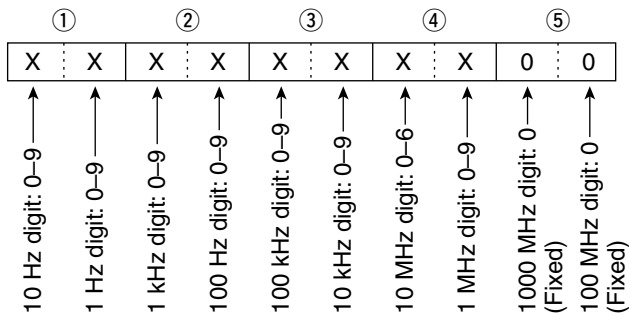 ① ② ③ ④ ⑤
X X X X X X X X 0 0
10 Hz digit: 0–9
1 Hz digit: 0–9
1 kHz digit: 0–9
100 Hz digit: 0–9
100 kHz digit: 0–9
10 kHz digit: 0–9
10 MHz digit: 0–6
1 MHz digit: 0–9
1000 MHz digit: 0
(Fixed)
100 MHz digit: 0
(Fixed)